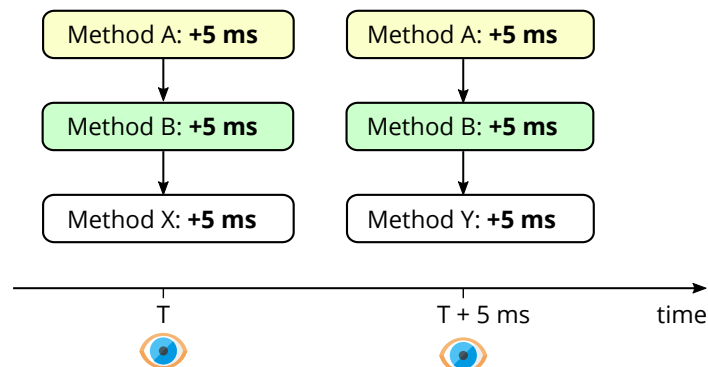 Method A: +5 ms
Method A: +5 ms
Method B: +5 ms
Method B: +5 ms
Method X: +5 ms
Method Y: +5 ms
T
T + 5 ms
time